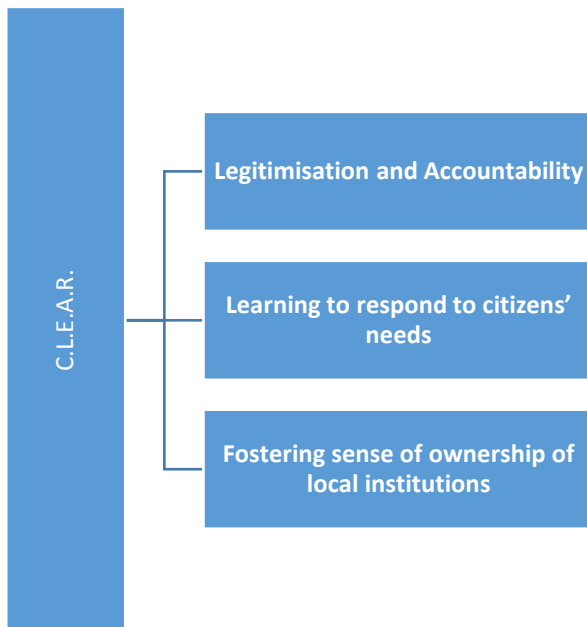 C.L.E.A.R.
Legitimisation and Accountability
Learning to respond to citizens’
needs
Fostering sense of ownership of
local institutions